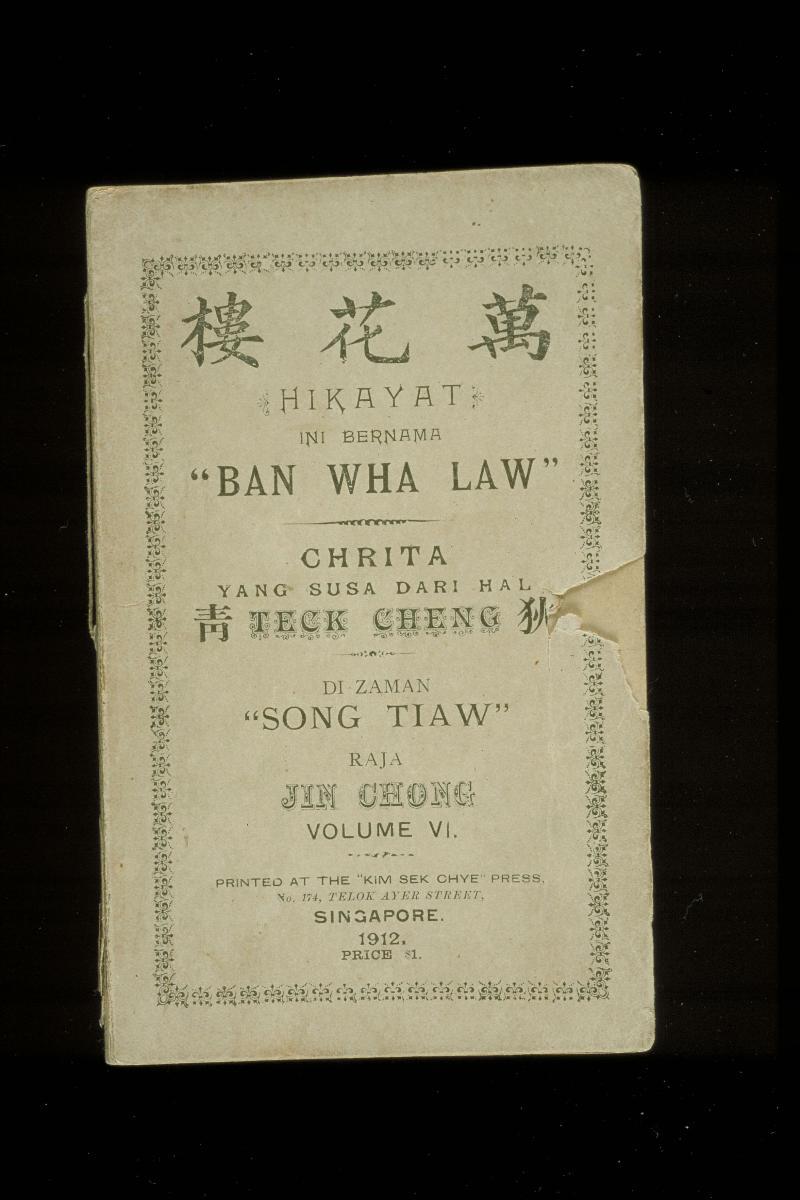 萬花樓
HIKAYAT
INI BERNAMA
"BAN WHA LAW"
CHRITA
YANG SUSA DARI HAL
靑 TECK CHENG 狄
DI ZAMAN
"SONG TIAW"
RAJA
JIN CHONG
VOLUME VI.
PRINTED AT THE "KIM SEK CHYE" PRESS,
No. 174, TELOK AYER STREET,
SINGAPORE.
1912.
PRICE $1.